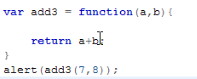 var add3 = function(a,b){
return a+b;
}
alert(add3(7,8));